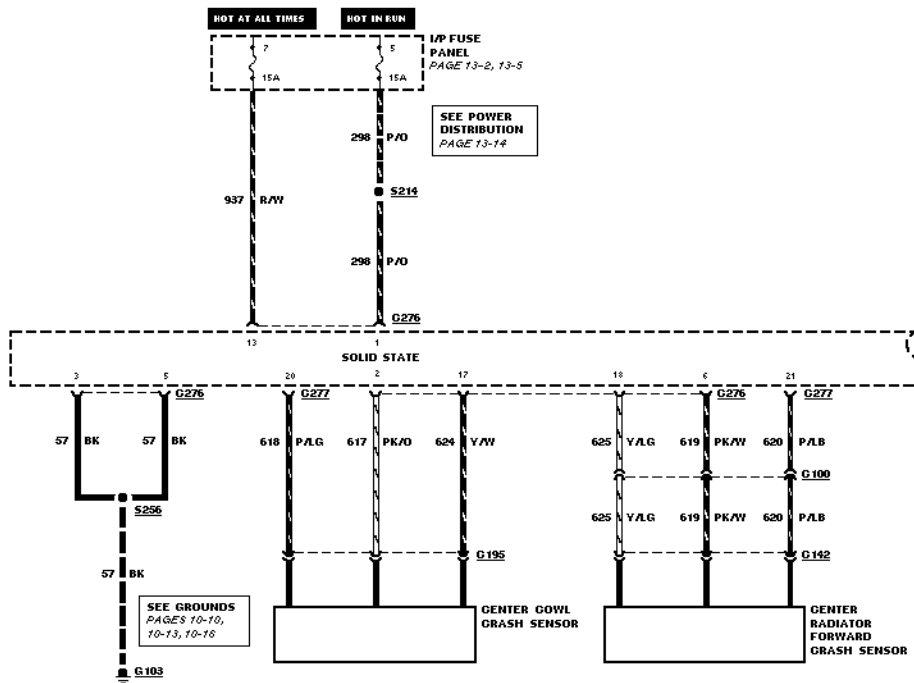 HOT AT ALL TIMES
HOT IN RUN
7
5
I/P FUSE
PANEL
PAGE 13-2, 13-5
15A
15A
SEE POWER
DISTRIBUTION
PAGE 13-14
298 P/O
S214
937 R/W
298 P/O
C276
13
1
SOLID STATE
3
5
20
2
17
18
6
21
C276
C277
C276
C277
57 BK
57 BK
618 P/LG
617 PK/O
624 Y/W
625 Y/LG
619 PK/W
620 P/LB
C100
S256
625 Y/LG
619 PK/W
620 P/LB
C195
C142
57 BK
SEE GROUNDS
PAGES 10-10,
10-13, 10-16
CENTER COWL
CRASH SENSOR
CENTER
RADIATOR
FORWARD
CRASH SENSOR
G103